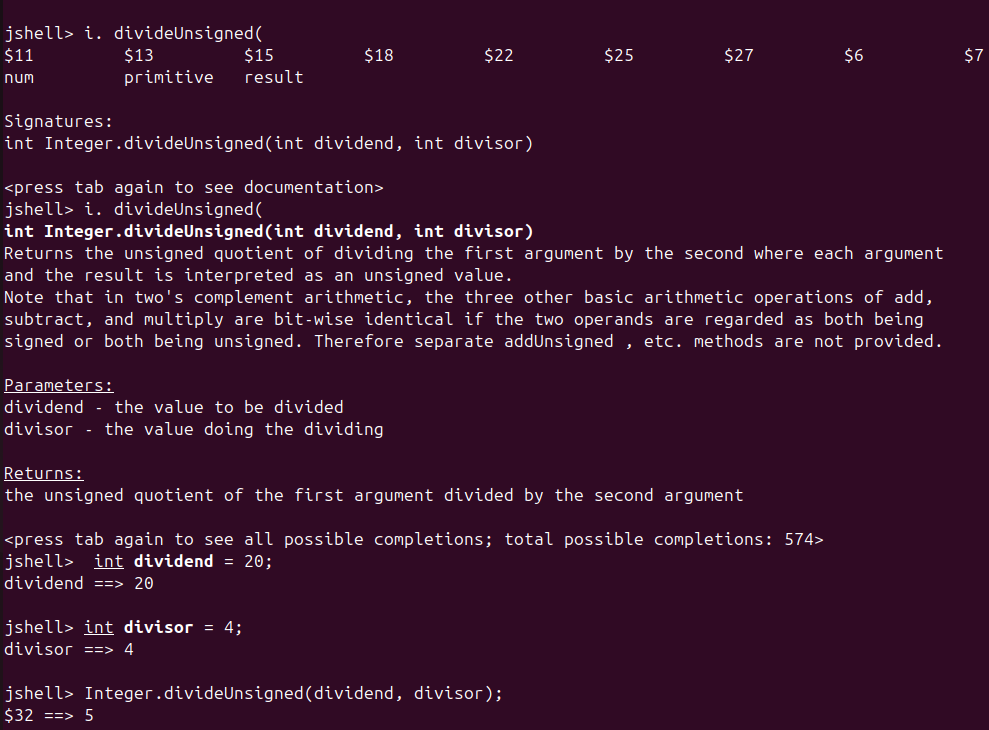 jshell> i. divideUnsigned(
$11 $13 $15 $18 $22 $25 $27 $6 $7
num primitive result
Signatures:
int Integer.divideUnsigned(int dividend, int divisor)
<press tab again to see documentation>
jshell> i. divideUnsigned(
int Integer.divideUnsigned(int dividend, int divisor)
Returns the unsigned quotient of dividing the first argument by the second where each argument
and the result is interpreted as an unsigned value.
Note that in two's complement arithmetic, the three other basic arithmetic operations of add,
subtract, and multiply are bit-wise identical if the two operands are regarded as both being
signed or both being unsigned. Therefore separate addUnsigned , etc. methods are not provided.
Parameters:
dividend - the value to be divided
divisor - the value doing the dividing
Returns:
the unsigned quotient of the first argument divided by the second argument
<press tab again to see all possible completions; total possible completions: 574>
jshell>  int dividend = 20;
dividend ==> 20
jshell> int divisor = 4;
divisor ==> 4
jshell> Integer.divideUnsigned(dividend, divisor);
$32 ==> 5